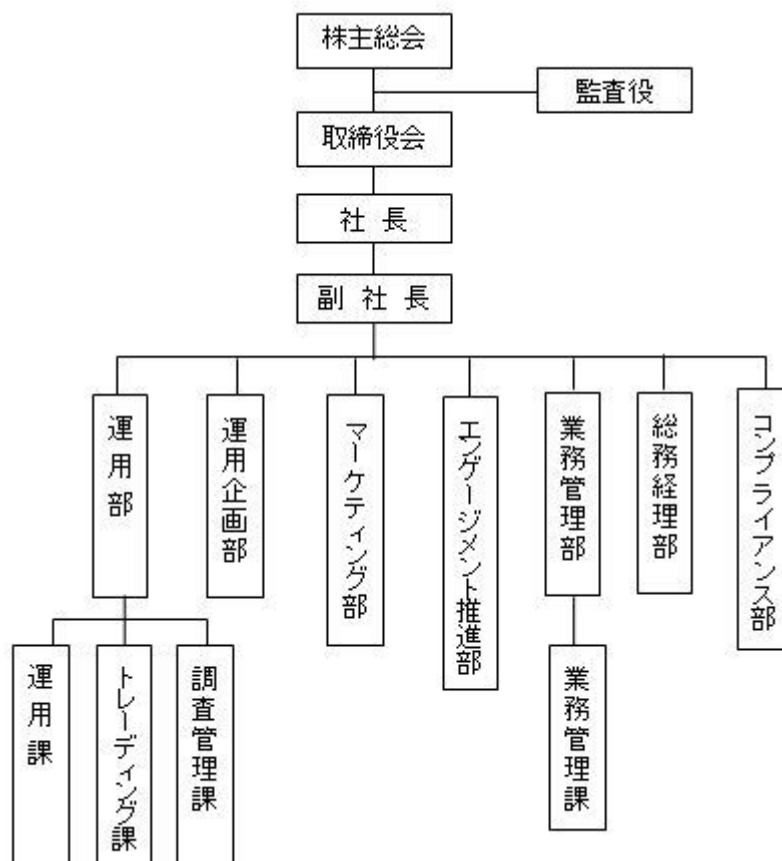 株主総会
監査役
取締役会
社 長
副 社 長
運用部
運用企画部
マーケティング部
エンゲージメント推進部
業務管理部
総務経理部
コンプライアンス部
運用課
トレーディング課
調査管理課
業務管理課